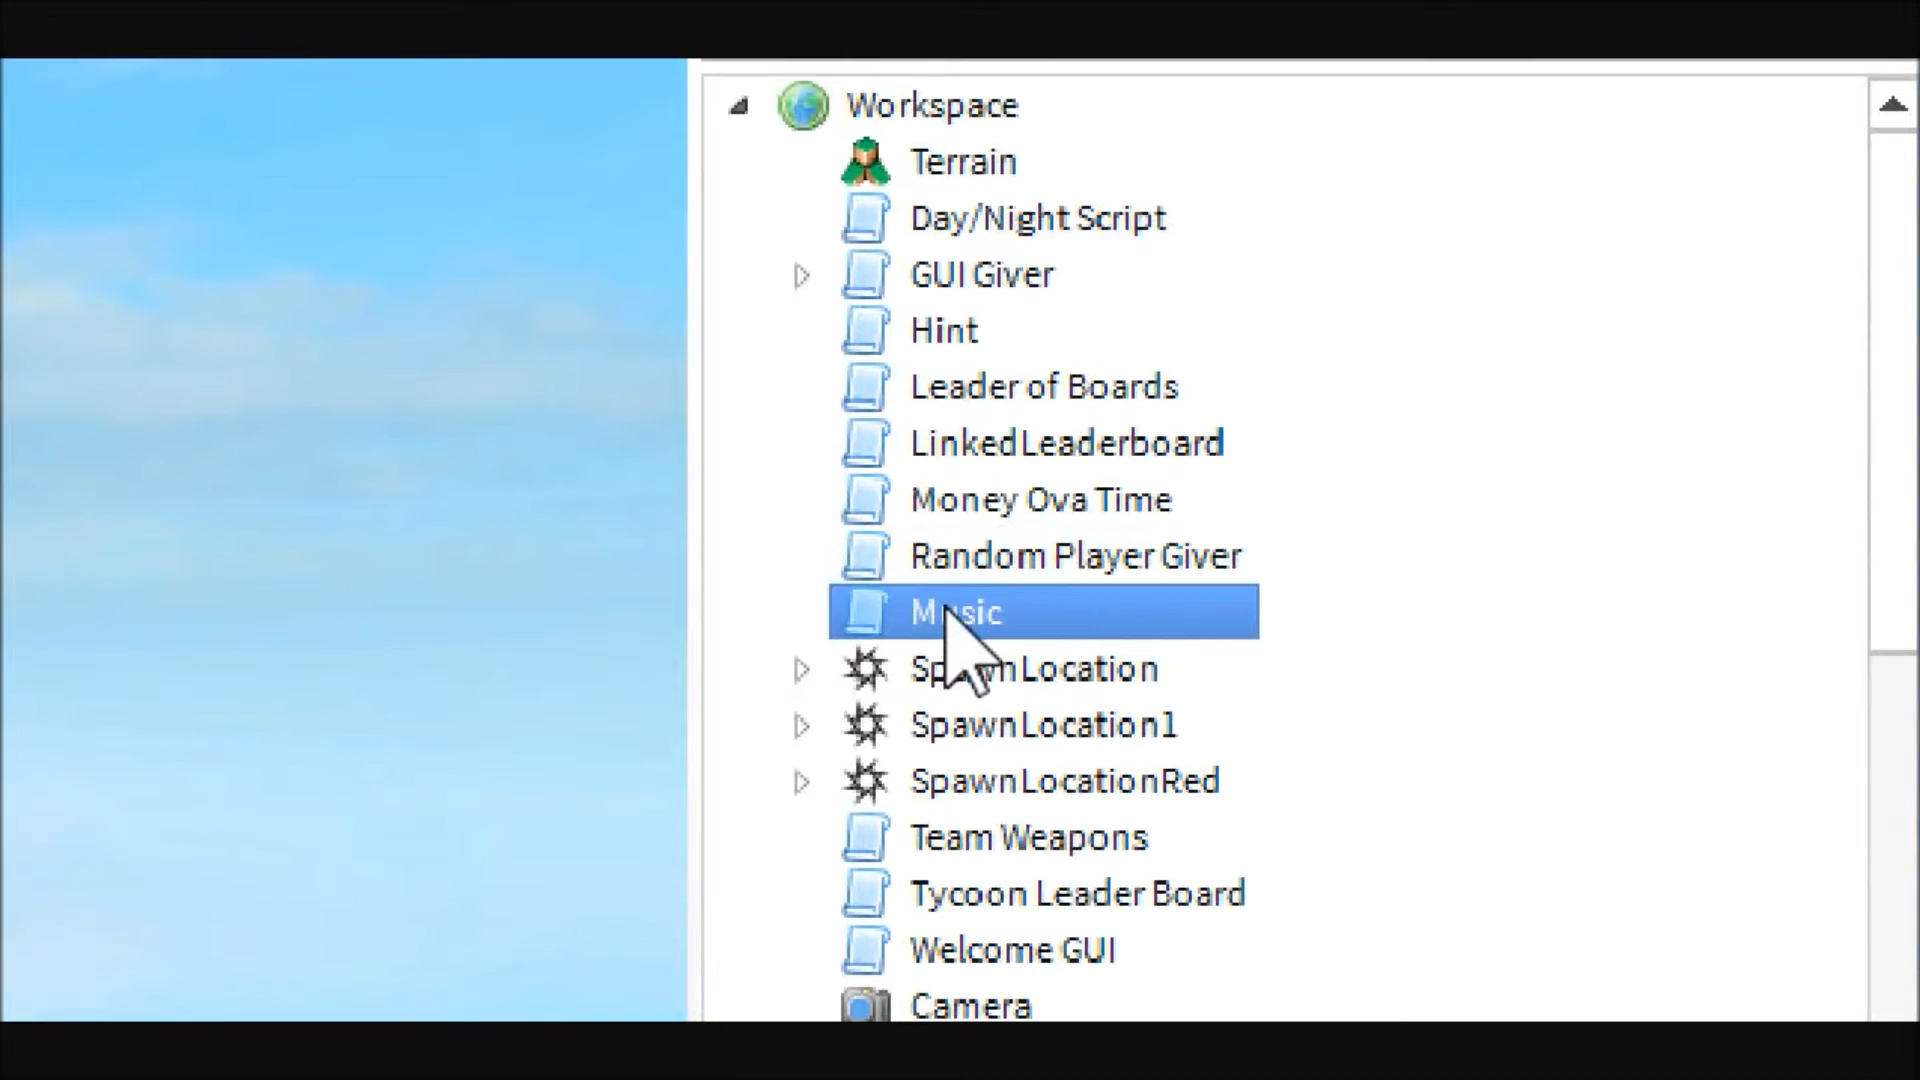 Workspace
Terrain
Day/Night Script
GUI Giver
Hint
Leader of Boards
LinkedLeaderboard
Money Ova Time
Random Player Giver
Music
SpawnLocation
SpawnLocation1
SpawnLocationRed
Team Weapons
Tycoon Leader Board
Welcome GUI
Camera